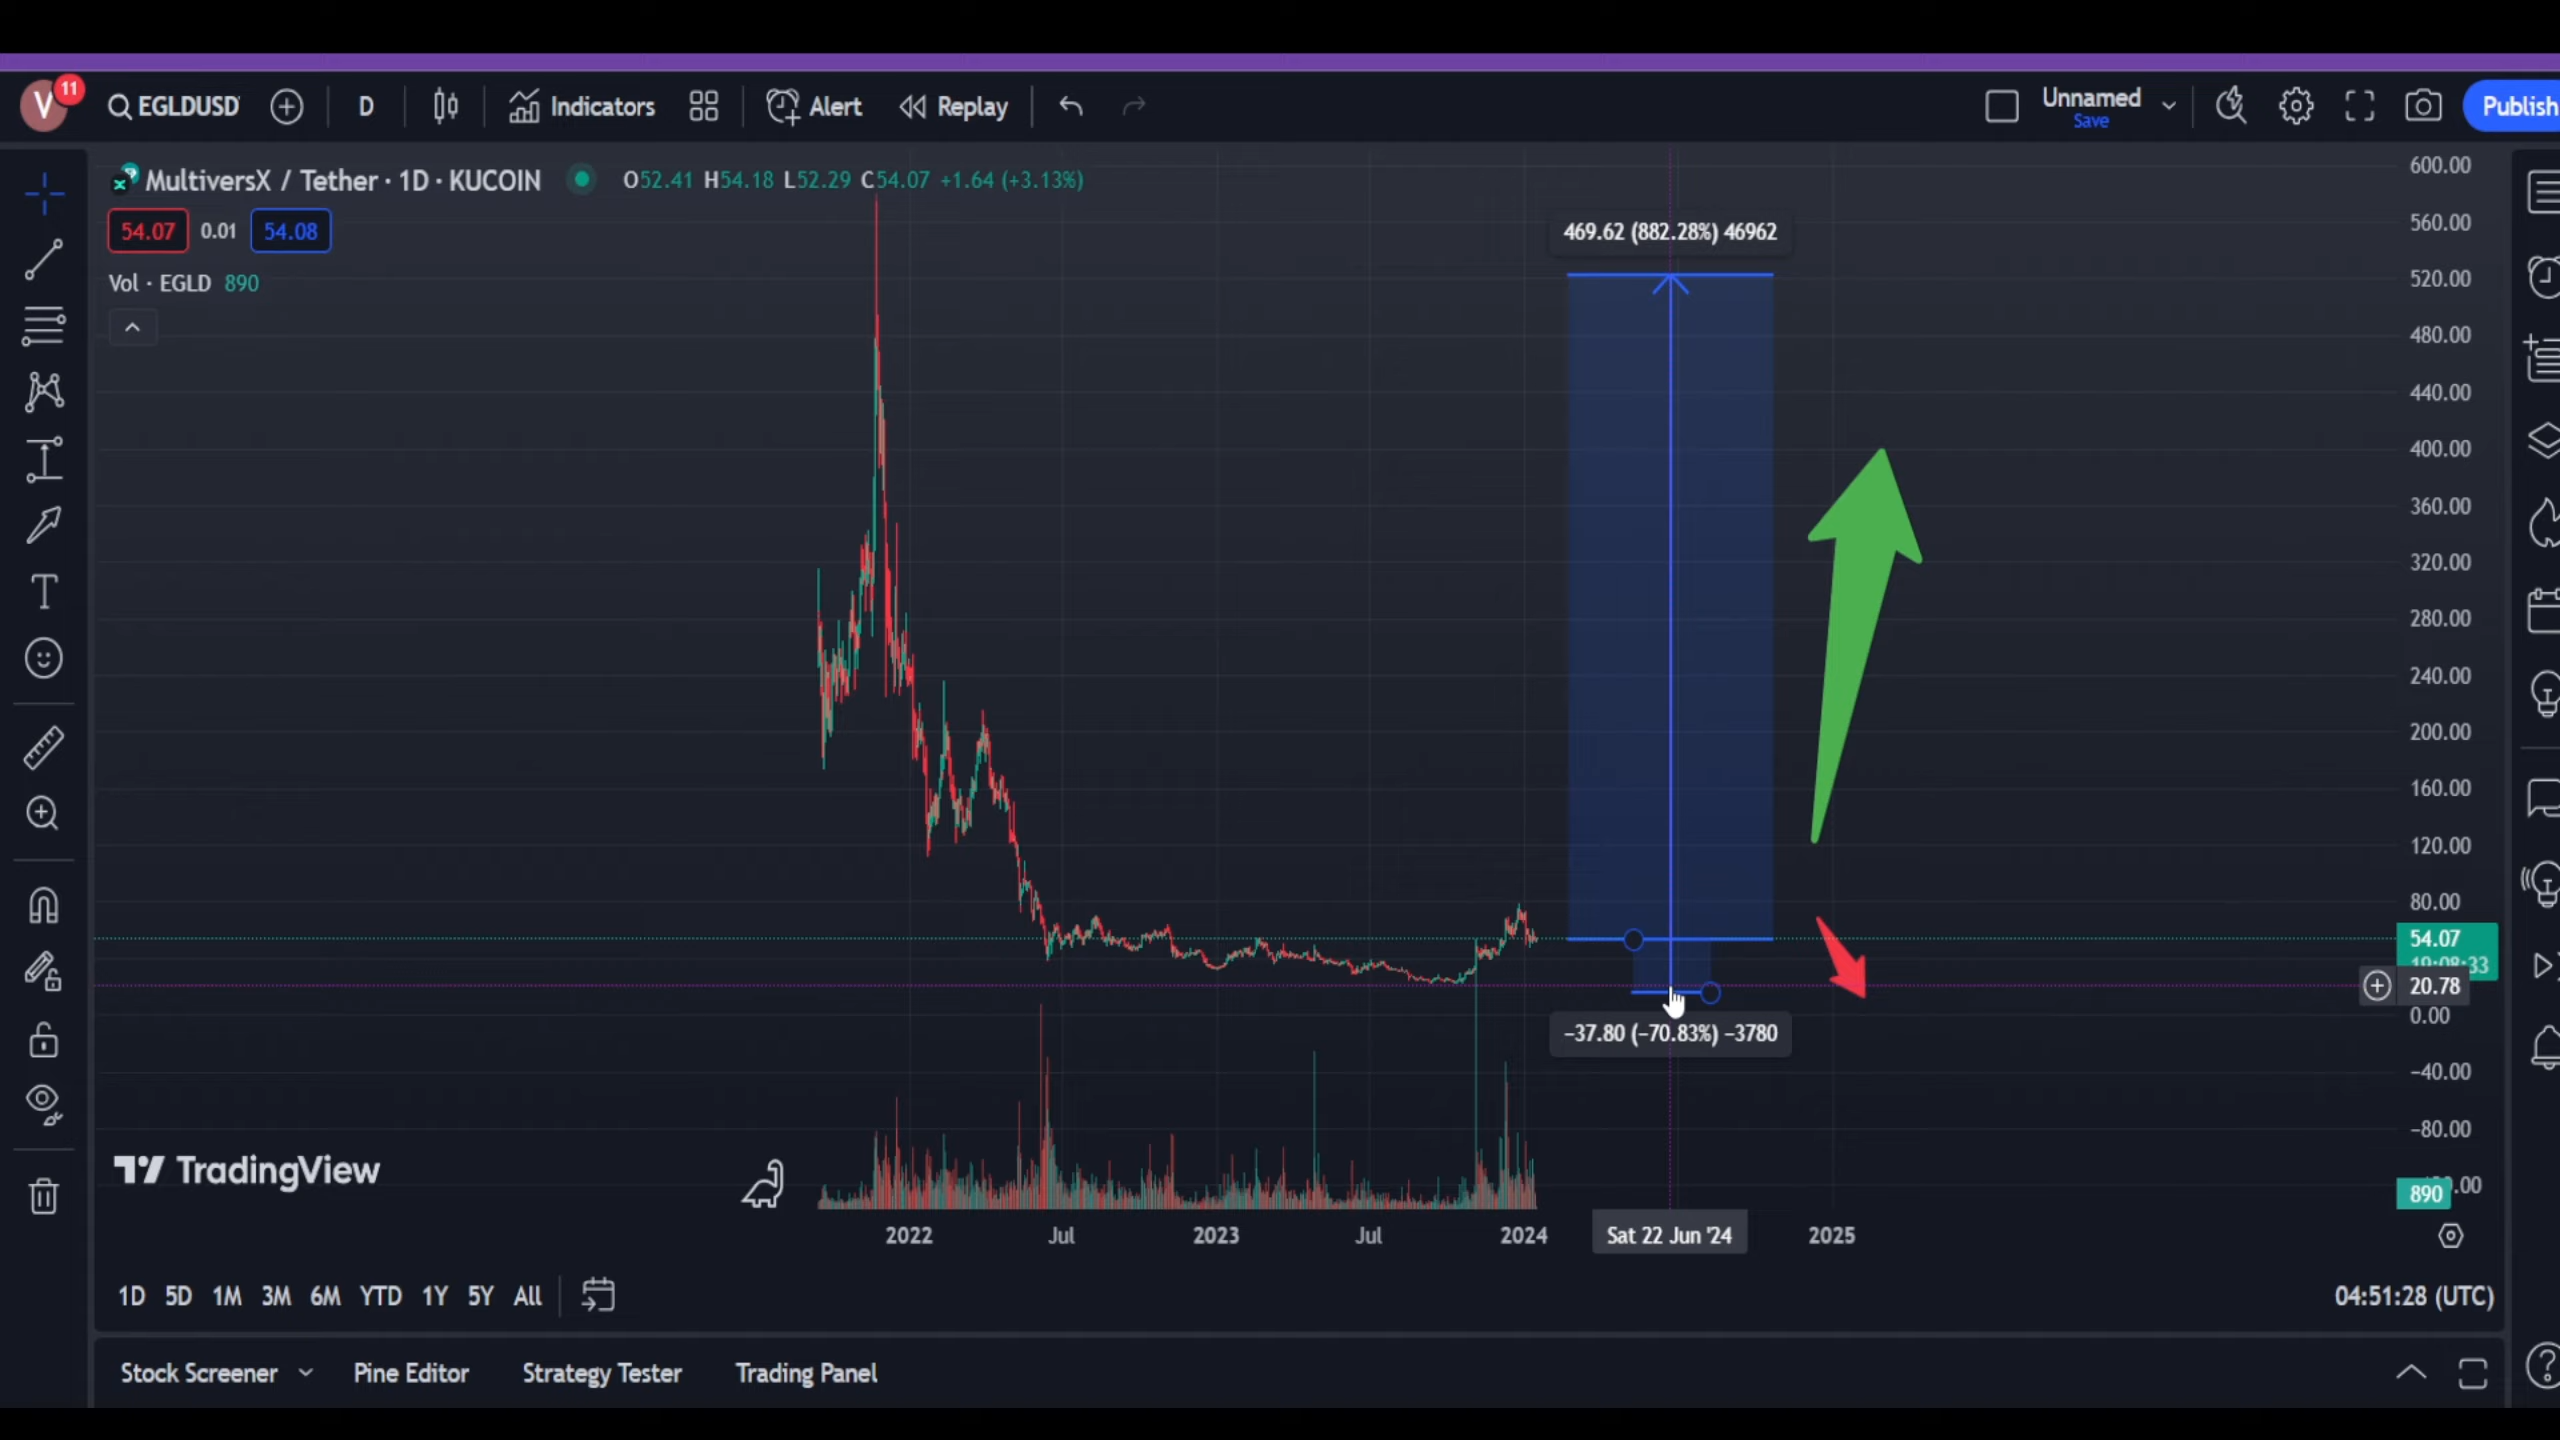 V 11 EGLDUSD D Indicators Alert Replay Unnamed Save Publish
MultiversX / Tether · 1D · KUCOIN O52.41 H54.18 L52.29 C54.07 +1.64 (+3.13%)
54.07 0.01 54.08
Vol · EGLD 890
469.62 (882.28%) 46962
−37.80 (−70.83%) −3780
600.00
560.00
520.00
480.00
440.00
400.00
360.00
320.00
280.00
240.00
200.00
160.00
120.00
80.00
54.07
19:08:33
20.78
0.00
−40.00
−80.00
890
TradingView
2022 Jul 2023 Jul 2024 Sat 22 Jun '24 2025
1D 5D 1M 3M 6M YTD 1Y 5Y All 04:51:28 (UTC)
Stock Screener Pine Editor Strategy Tester Trading Panel